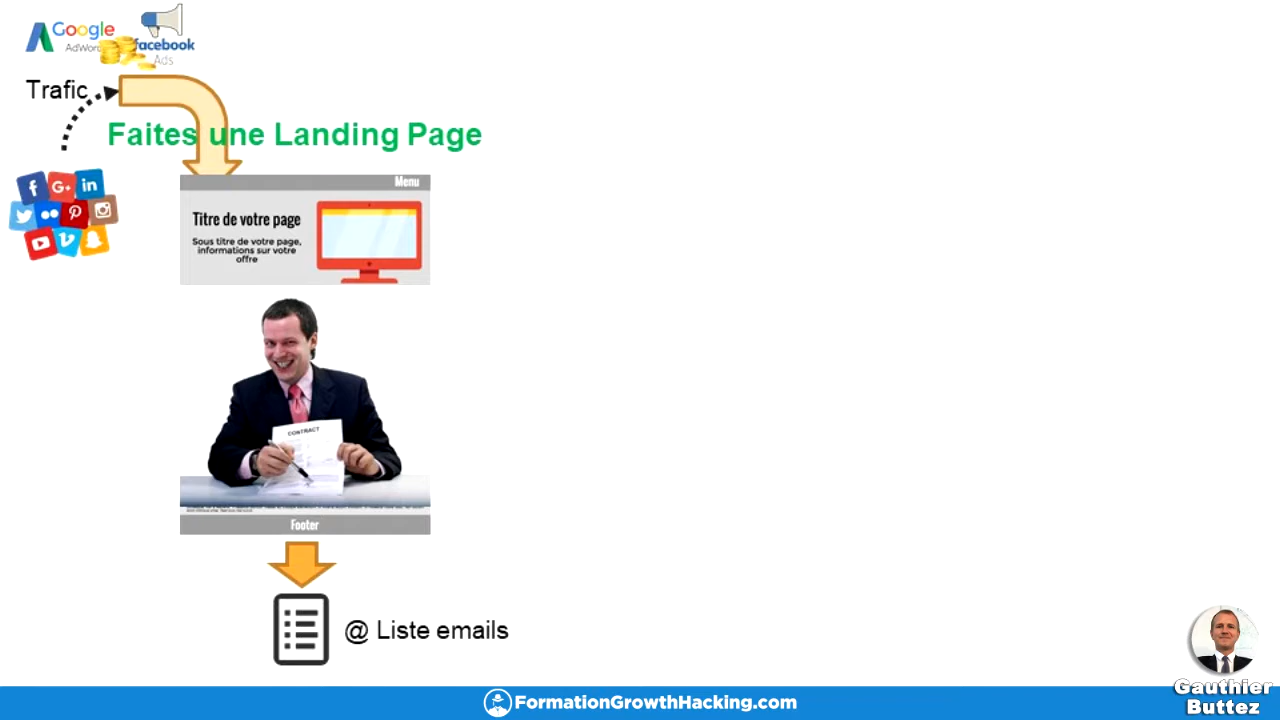 Google
AdWords
facebook
Ads
Trafic
Faites une Landing Page
Menu
Titre de votre page
Sous titre de votre page,
informations sur votre
offre
CONTRACT
Footer
@ Liste emails
Gauthier
Buttez
FormationGrowthHacking.com